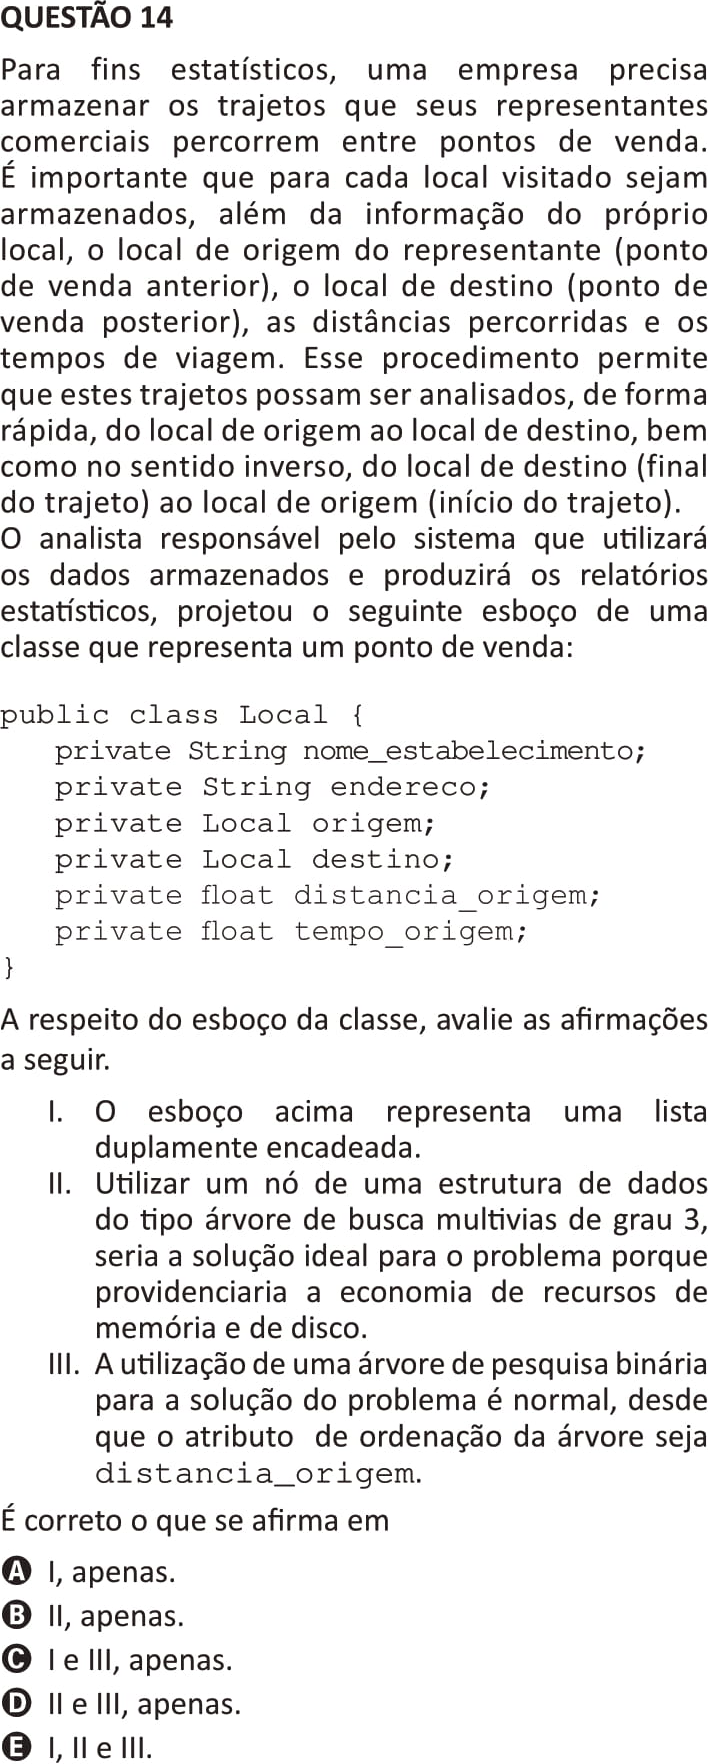 QUESTÃO 14
Para fins estatísticos, uma empresa precisa
armazenar os trajetos que seus representantes
comerciais percorrem entre pontos de venda.
É importante que para cada local visitado sejam
armazenados, além da informação do próprio
local, o local de origem do representante (ponto
de venda anterior), o local de destino (ponto de
venda posterior), as distâncias percorridas e os
tempos de viagem. Esse procedimento permite
que estes trajetos possam ser analisados, de forma
rápida, do local de origem ao local de destino, bem
como no sentido inverso, do local de destino (final
do trajeto) ao local de origem (início do trajeto).
O analista responsável pelo sistema que utilizará
os dados armazenados e produzirá os relatórios
estatísticos, projetou o seguinte esboço de uma
classe que representa um ponto de venda:
public class Local {
private String nome_estabelecimento;
private String endereco;
private Local origem;
private Local destino;
private float distancia_origem;
private float tempo_origem;
}
A respeito do esboço da classe, avalie as afirmações
a seguir.
I. O esboço acima representa uma lista
duplamente encadeada.
II. Utilizar um nó de uma estrutura de dados
do tipo árvore de busca multivias de grau 3,
seria a solução ideal para o problema porque
providenciaria a economia de recursos de
memória e de disco.
III. A utilização de uma árvore de pesquisa binária
para a solução do problema é normal, desde
que o atributo de ordenação da árvore seja
distancia_origem.
É correto o que se afirma em
A I, apenas.
B II, apenas.
C I e III, apenas.
D II e III, apenas.
E I, II e III.